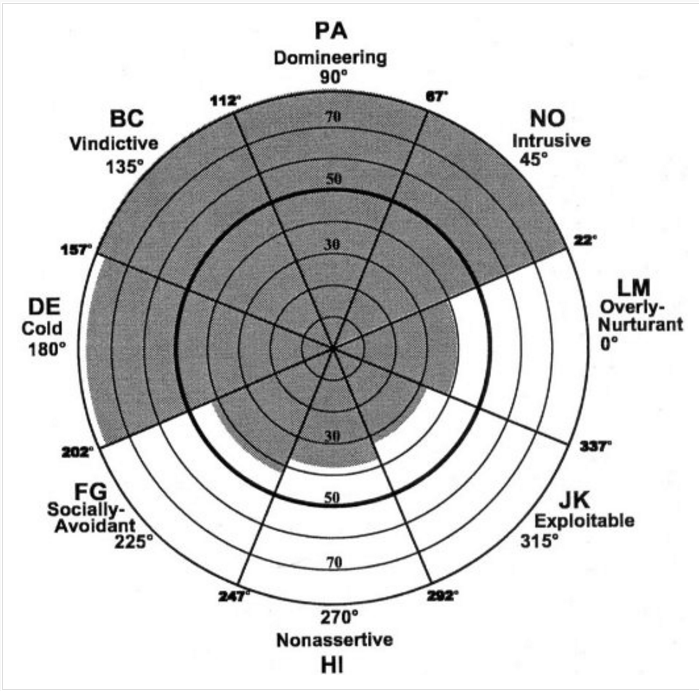 PA
Domineering
90°
112°
67°
BC
Vindictive
135°
NO
Intrusive
45°
70
50
30
157°
22°
DE
Cold
180°
LM
Overly-
Nurturant
0°
30
50
70
202°
337°
FG
Socially-
Avoidant
225°
JK
Exploitable
315°
247°
292°
270°
Nonassertive
HI